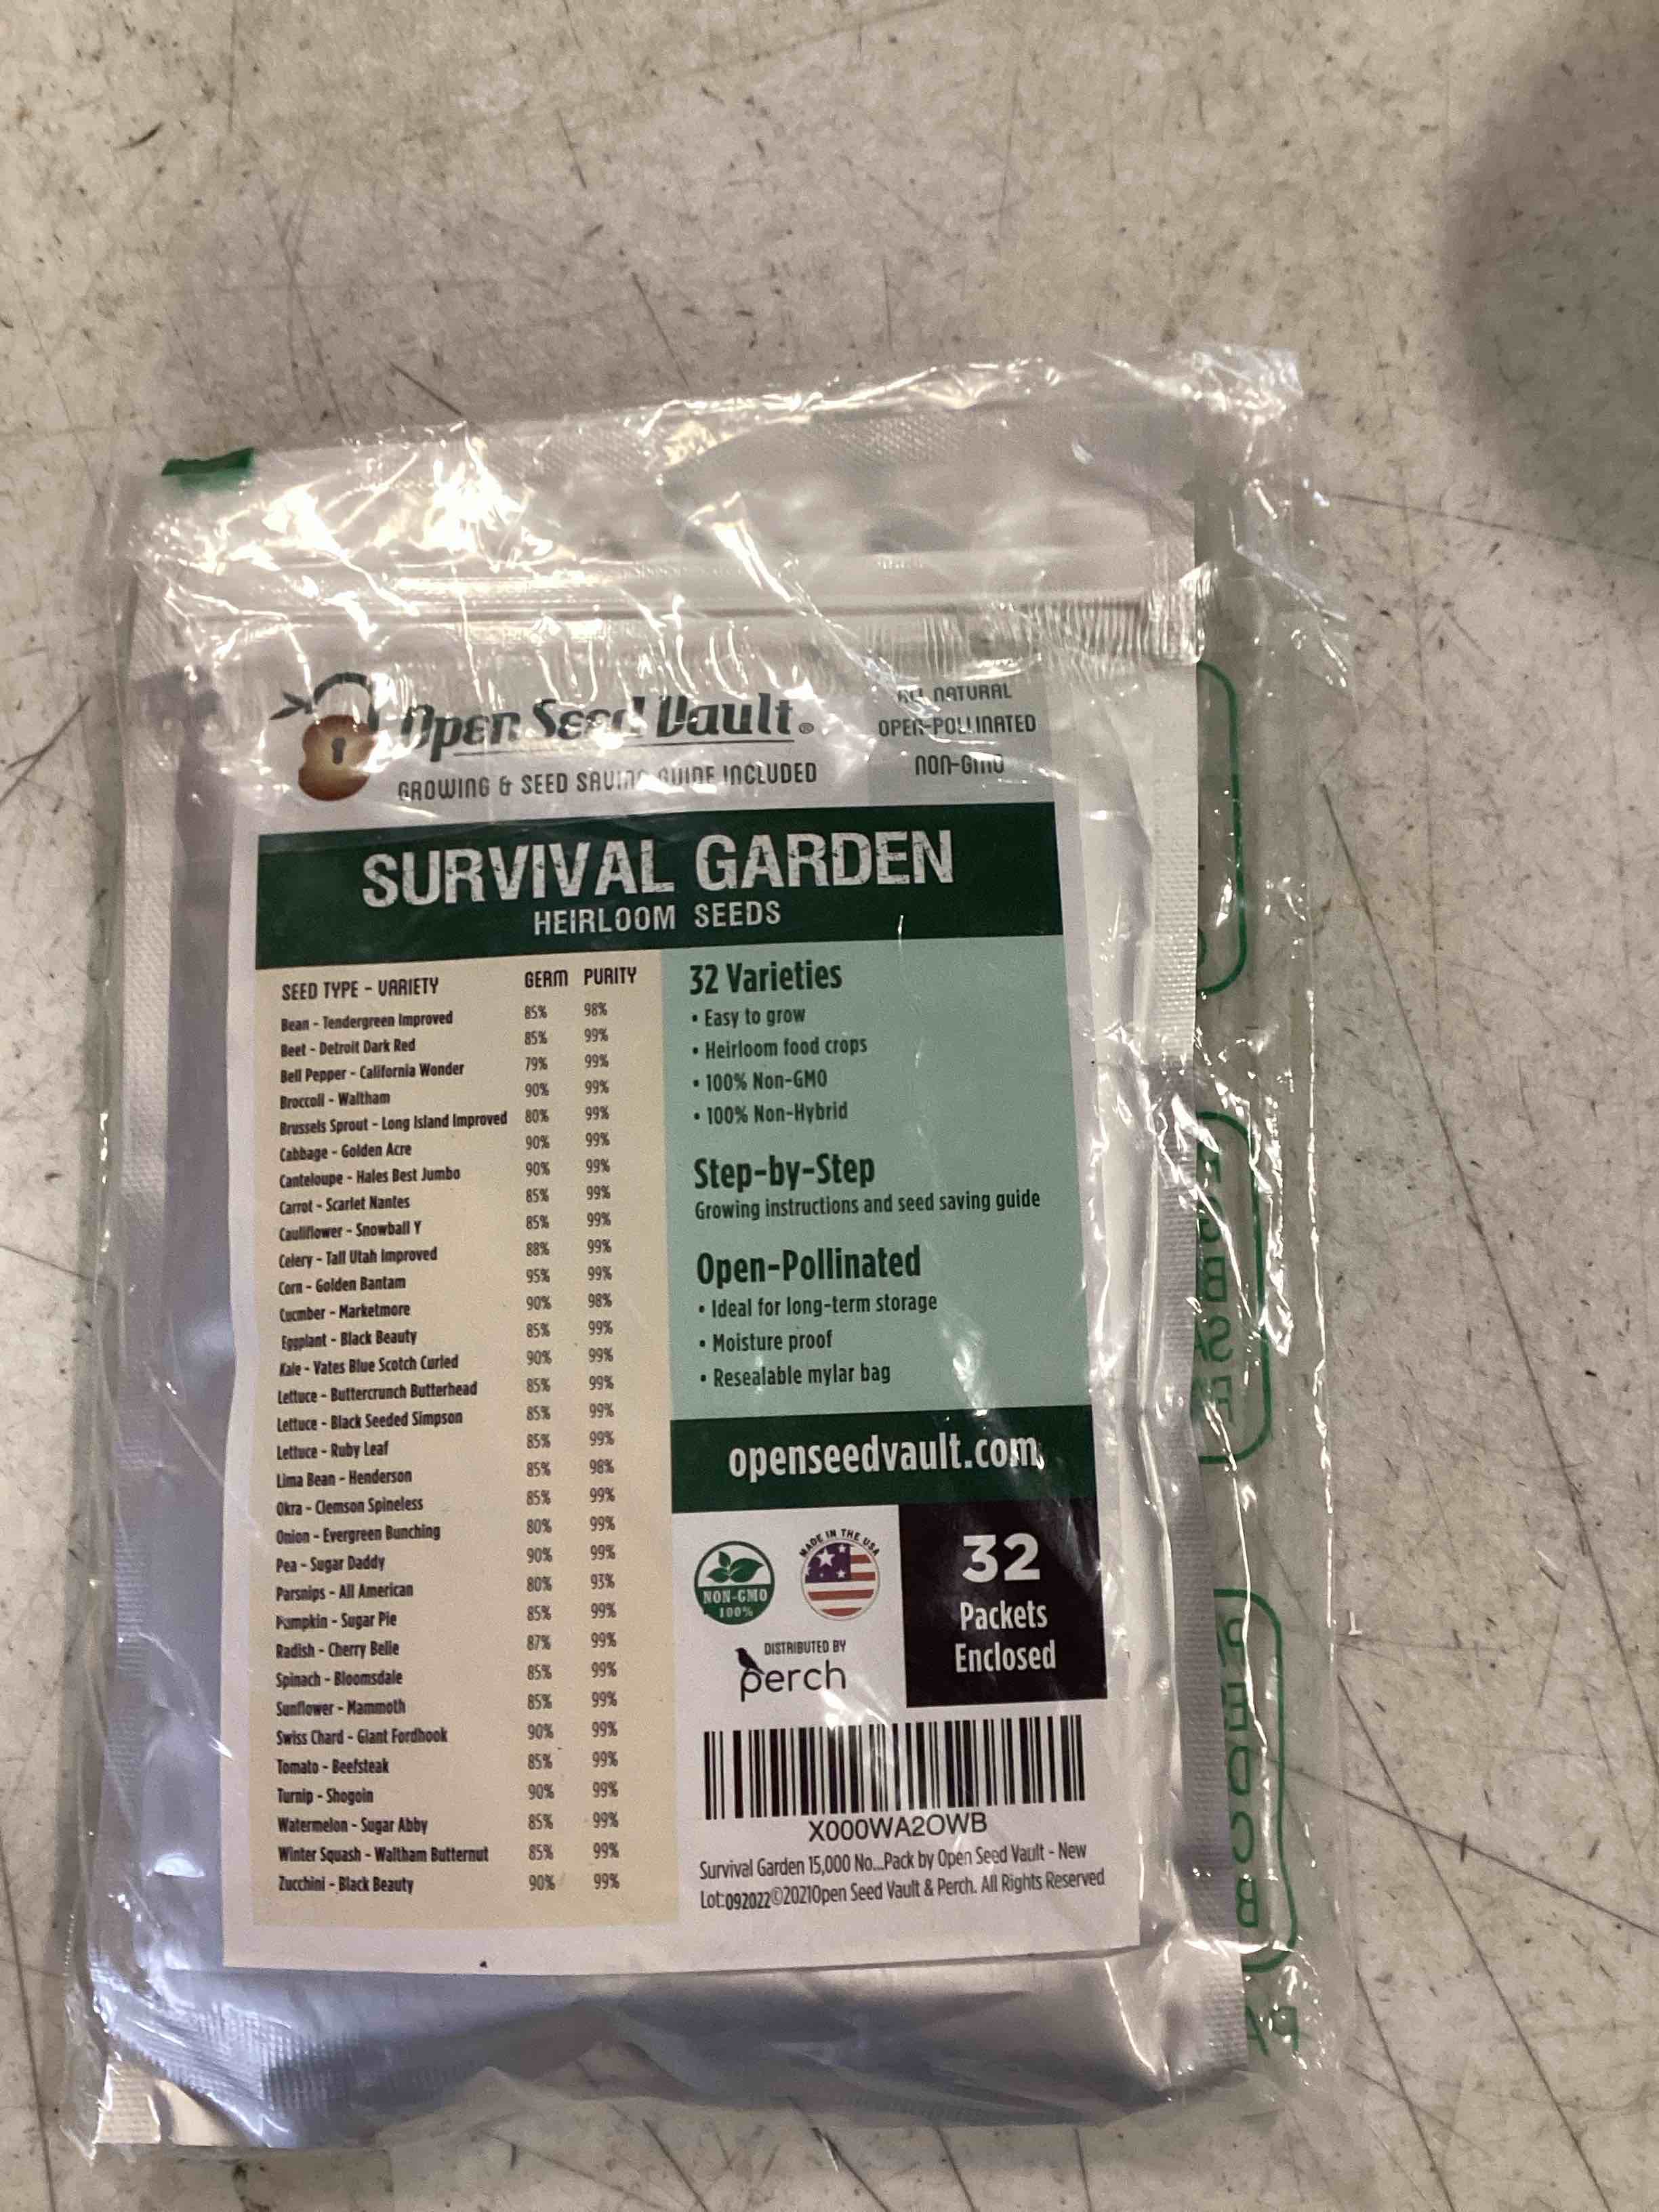 Open Seed Vault®
GROWING & SEED SAVING GUIDE INCLUDED
ALL NATURAL
OPEN-POLLINATED
NON-GMO
SURVIVAL GARDEN
HEIRLOOM SEEDS
SEED TYPE - VARIETY GERM PURITY
Bean - Tendergreen Improved 85% 98%
Beet - Detroit Dark Red 85% 99%
Bell Pepper - California Wonder 79% 99%
Broccoli - Waltham 90% 99%
Brussels Sprout - Long Island Improved 80% 99%
Cabbage - Golden Acre 90% 99%
Canteloupe - Hales Best Jumbo 90% 99%
Carrot - Scarlet Nantes 85% 99%
Cauliflower - Snowball Y 85% 99%
Celery - Tall Utah Improved 88% 99%
Corn - Golden Bantam 95% 99%
Cucmber - Marketmore 90% 98%
Eggplant - Black Beauty 85% 99%
Kale - Vates Blue Scotch Curled 90% 99%
Lettuce - Buttercrunch Butterhead 85% 99%
Lettuce - Black Seeded Simpson 85% 99%
Lettuce - Ruby Leaf 85% 99%
Lima Bean - Henderson 85% 98%
Okra - Clemson Spineless 85% 99%
Onion - Evergreen Bunching 80% 99%
Pea - Sugar Daddy 90% 99%
Parsnips - All American 80% 93%
Pumpkin - Sugar Pie 85% 99%
Radish - Cherry Belle 87% 99%
Spinach - Bloomsdale 85% 99%
Sunflower - Mammoth 85% 99%
Swiss Chard - Giant Fordhook 90% 99%
Tomato - Beefsteak 85% 99%
Turnip - Shogoin 90% 99%
Watermelon - Sugar Abby 85% 99%
Winter Squash - Waltham Butternut 85% 99%
Zucchini - Black Beauty 90% 99%
32 Varieties
• Easy to grow
• Heirloom food crops
• 100% Non-GMO
• 100% Non-Hybrid
Step-by-Step
Growing instructions and seed saving guide
Open-Pollinated
• Ideal for long-term storage
• Moisture proof
• Resealable mylar bag
openseedvault.com
NON-GMO
100%
MADE IN THE USA
DISTRIBUTED BY
perch
32
Packets
Enclosed
X000WA2OWB
Survival Garden 15,000 No...Pack by Open Seed Vault - New
Lot:092022©2021Open Seed Vault & Perch. All Rights Reserved